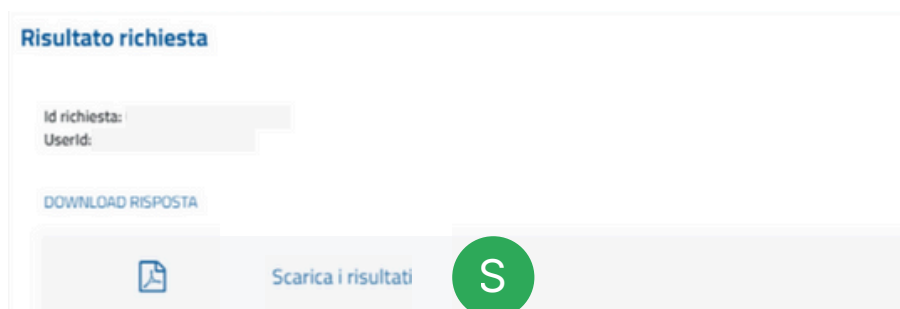 Risultato richiesta
Id richiesta:
UserId:
DOWNLOAD RISPOSTA
Scarica i risultati
S